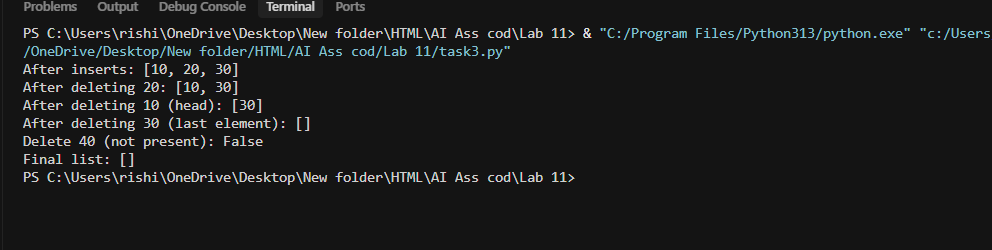 Problems Output Debug Console Terminal Ports
PS C:\Users\rishi\OneDrive\Desktop\New folder\HTML\AI Ass cod\Lab 11> & "C:/Program Files/Python313/python.exe" "c:/Users
/OneDrive/Desktop/New folder/HTML/AI Ass cod/Lab 11/task3.py"
After inserts: [10, 20, 30]
After deleting 20: [10, 30]
After deleting 10 (head): [30]
After deleting 30 (last element): []
Delete 40 (not present): False
Final list: []
PS C:\Users\rishi\OneDrive\Desktop\New folder\HTML\AI Ass cod\Lab 11>